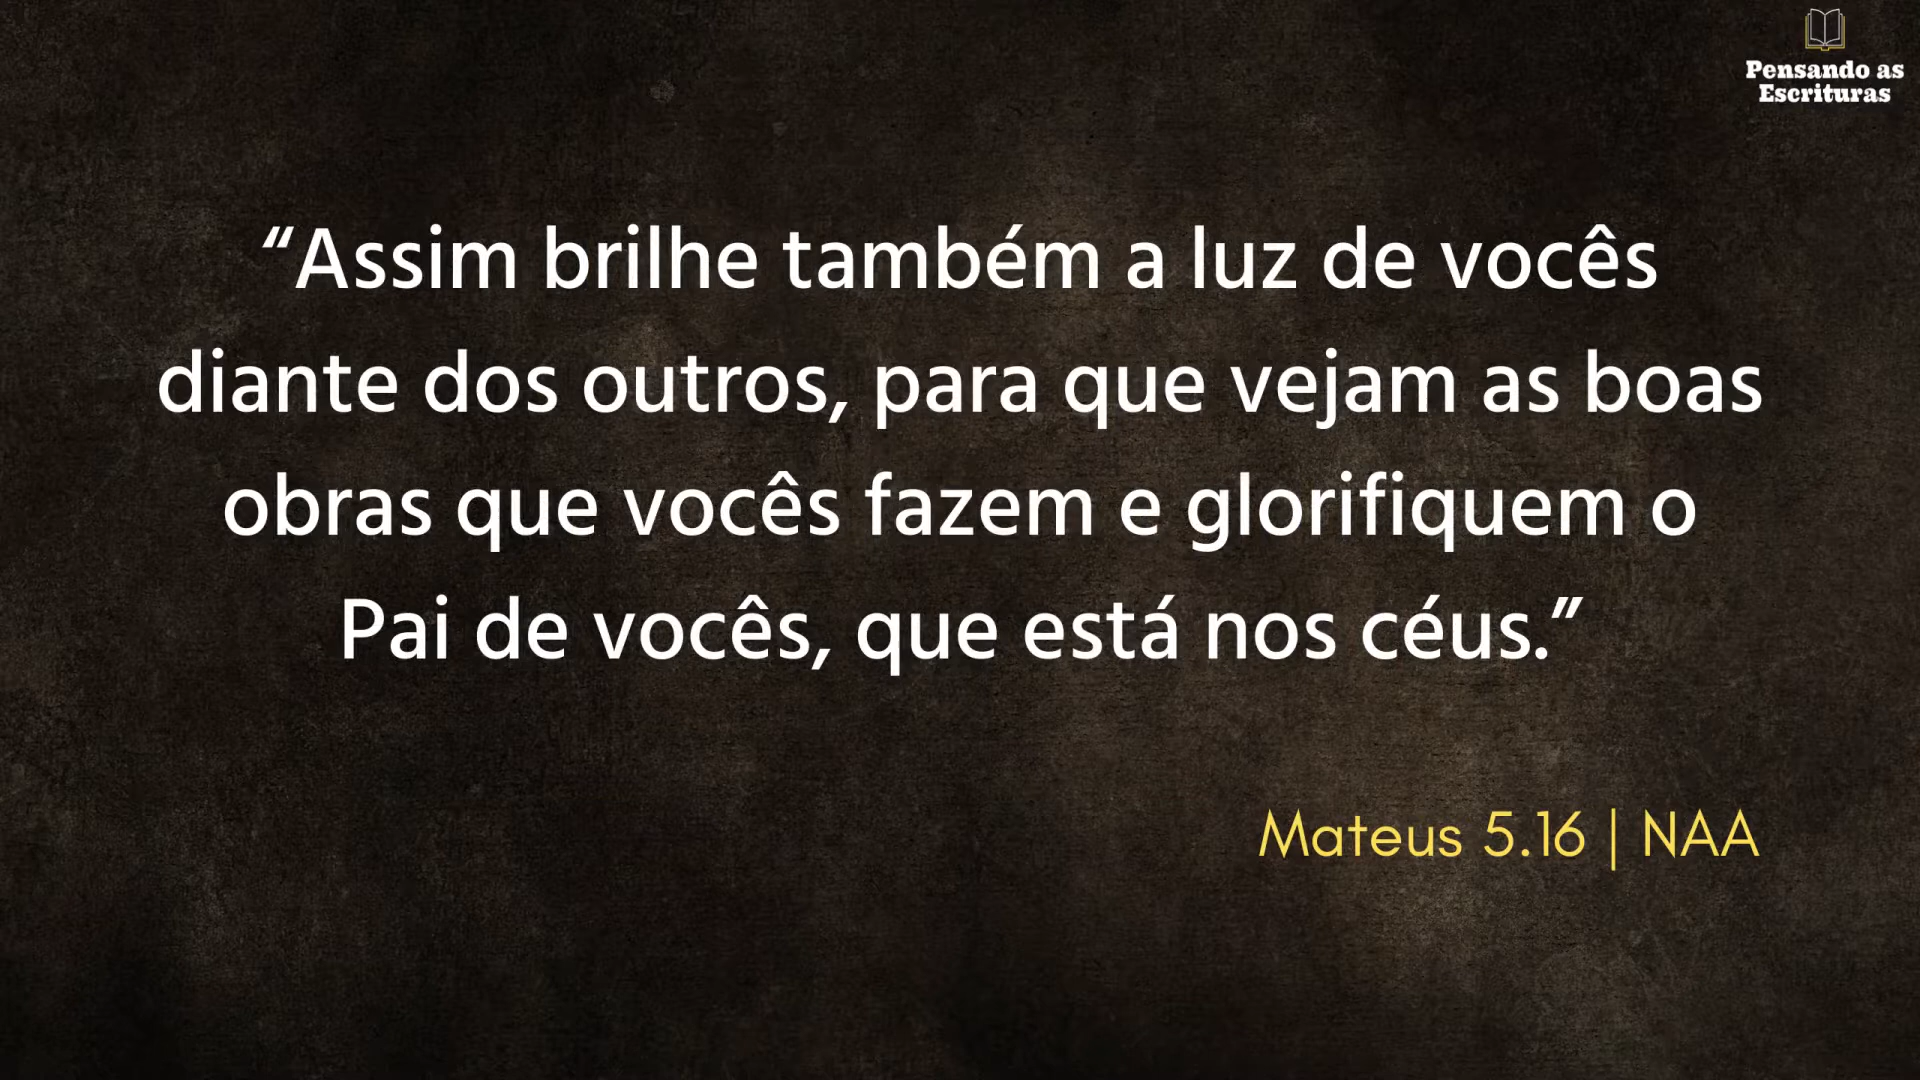 Pensando as
Escrituras
“Assim brilhe também a luz de vocês
diante dos outros, para que vejam as boas
obras que vocês fazem e glorifiquem o
Pai de vocês, que está nos céus.”
Mateus 5.16 | NAA